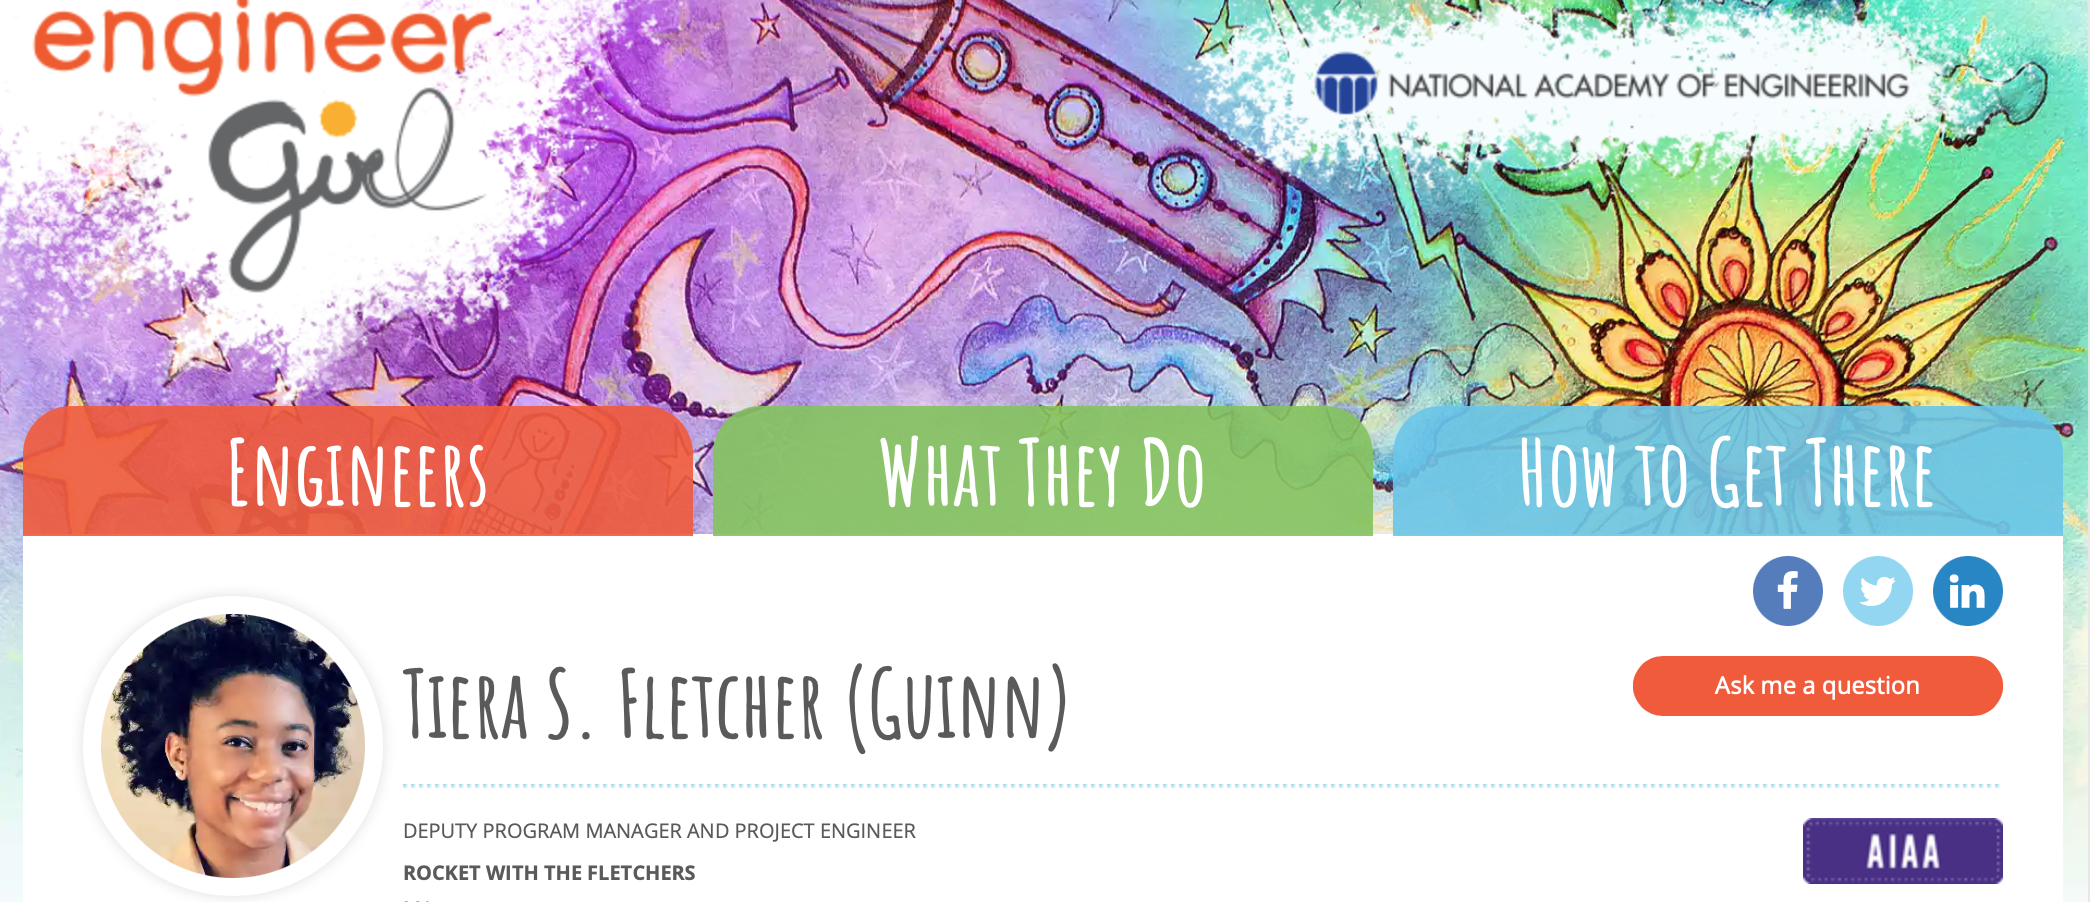 engineer
girl
NATIONAL ACADEMY OF ENGINEERING
ENGINEERS
WHAT THEY DO
HOW TO GET THERE
TIERA S. FLETCHER (GUINN)
Ask me a question
DEPUTY PROGRAM MANAGER AND PROJECT ENGINEER
AIAA
ROCKET WITH THE FLETCHERS